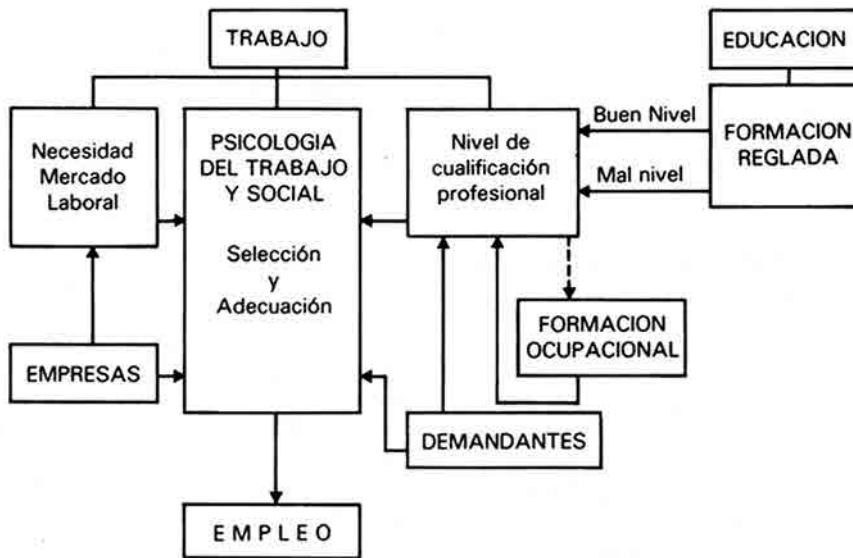 TRABAJO
EDUCACION
Necesidad
Mercado
Laboral
PSICOLOGIA
DEL TRABAJO
Y SOCIAL
Selección
y
Adecuación
Nivel de
cualificación
profesional
Buen Nivel
Mal nivel
FORMACION
REGLADA
FORMACION
OCUPACIONAL
EMPRESAS
DEMANDANTES
EMPLEO